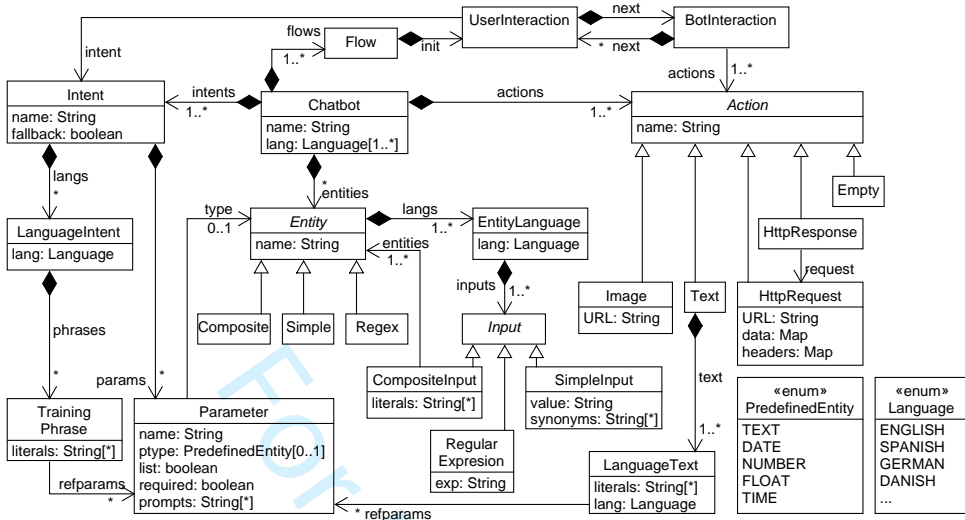 UserInteraction
next
BotInteraction
flows
Flow
init
* next
1..*
intent
actions
1..*
Intent
name: String
fallback: boolean
intents
1..*
Chatbot
name: String
lang: Language[1..*]
actions
1..*
Action
name: String
langs
*
*
entities
Empty
type
0..1
Entity
name: String
langs
1..*
EntityLanguage
lang: Language
LanguageIntent
lang: Language
entities
1..*
HttpResponse
request
inputs
1..*
Composite
Simple
Regex
Input
Image
URL: String
Text
HttpRequest
URL: String
data: Map
headers: Map
phrases
*
params
*
text
1..*
CompositeInput
literals: String[*]
SimpleInput
value: String
synonyms: String[*]
«enum»
PredefinedEntity
TEXT
DATE
NUMBER
FLOAT
TIME
«enum»
Language
ENGLISH
SPANISH
GERMAN
DANISH
...
Training
Phrase
literals: String[*]
Parameter
name: String
ptype: PredefinedEntity[0..1]
list: boolean
required: boolean
prompts: String[*]
Regular
Expresion
exp: String
LanguageText
literals: String[*]
lang: Language
refparams
*
* refparams
For